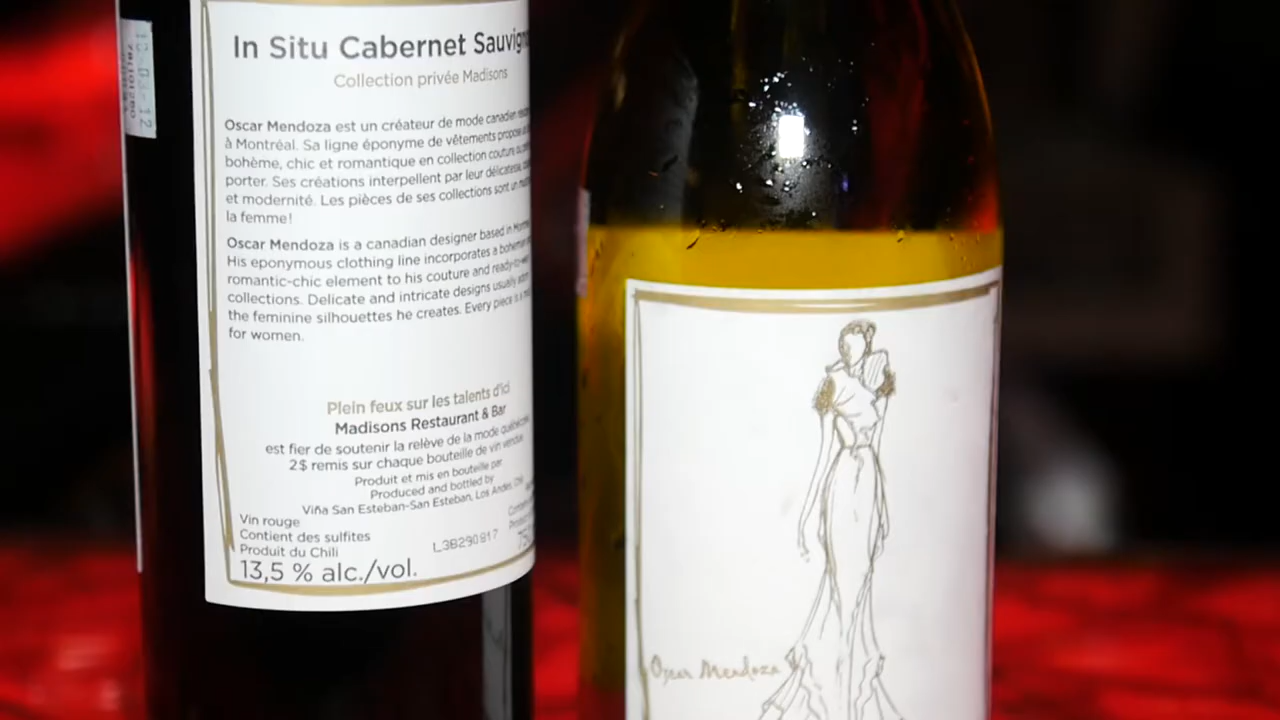 In Situ Cabernet Sauvign
Collection privée Madisons
Oscar Mendoza est un créateur de mode canadien
à Montréal. Sa ligne éponyme de vêtements propose
bohème, chic et romantique en collection couture
porter. Ses créations interpellent par leur délicatesse,
et modernité. Les pièces de ses collections sont un
la femme!
Oscar Mendoza is a canadian designer based in
His eponymous clothing line incorporates a bohemian
romantic-chic element to his couture and
collections. Delicate and intricate designs usually
the feminine silhouettes he creates. Every piece is a
for women.
Plein feux sur les talents d'ici
Madisons Restaurant & Bar
est fier de soutenir la relève de la mode
2$ remis sur chaque bouteille de vin vendue
Produit et mis en bouteille par
Produced and bottled by
Viña San Esteban-San Esteban, Los Andes, Chili
Vin rouge
Contient des sulfites
Produit du Chili
L3B290817
13,5 % alc./vol.
Oscar Mendoza